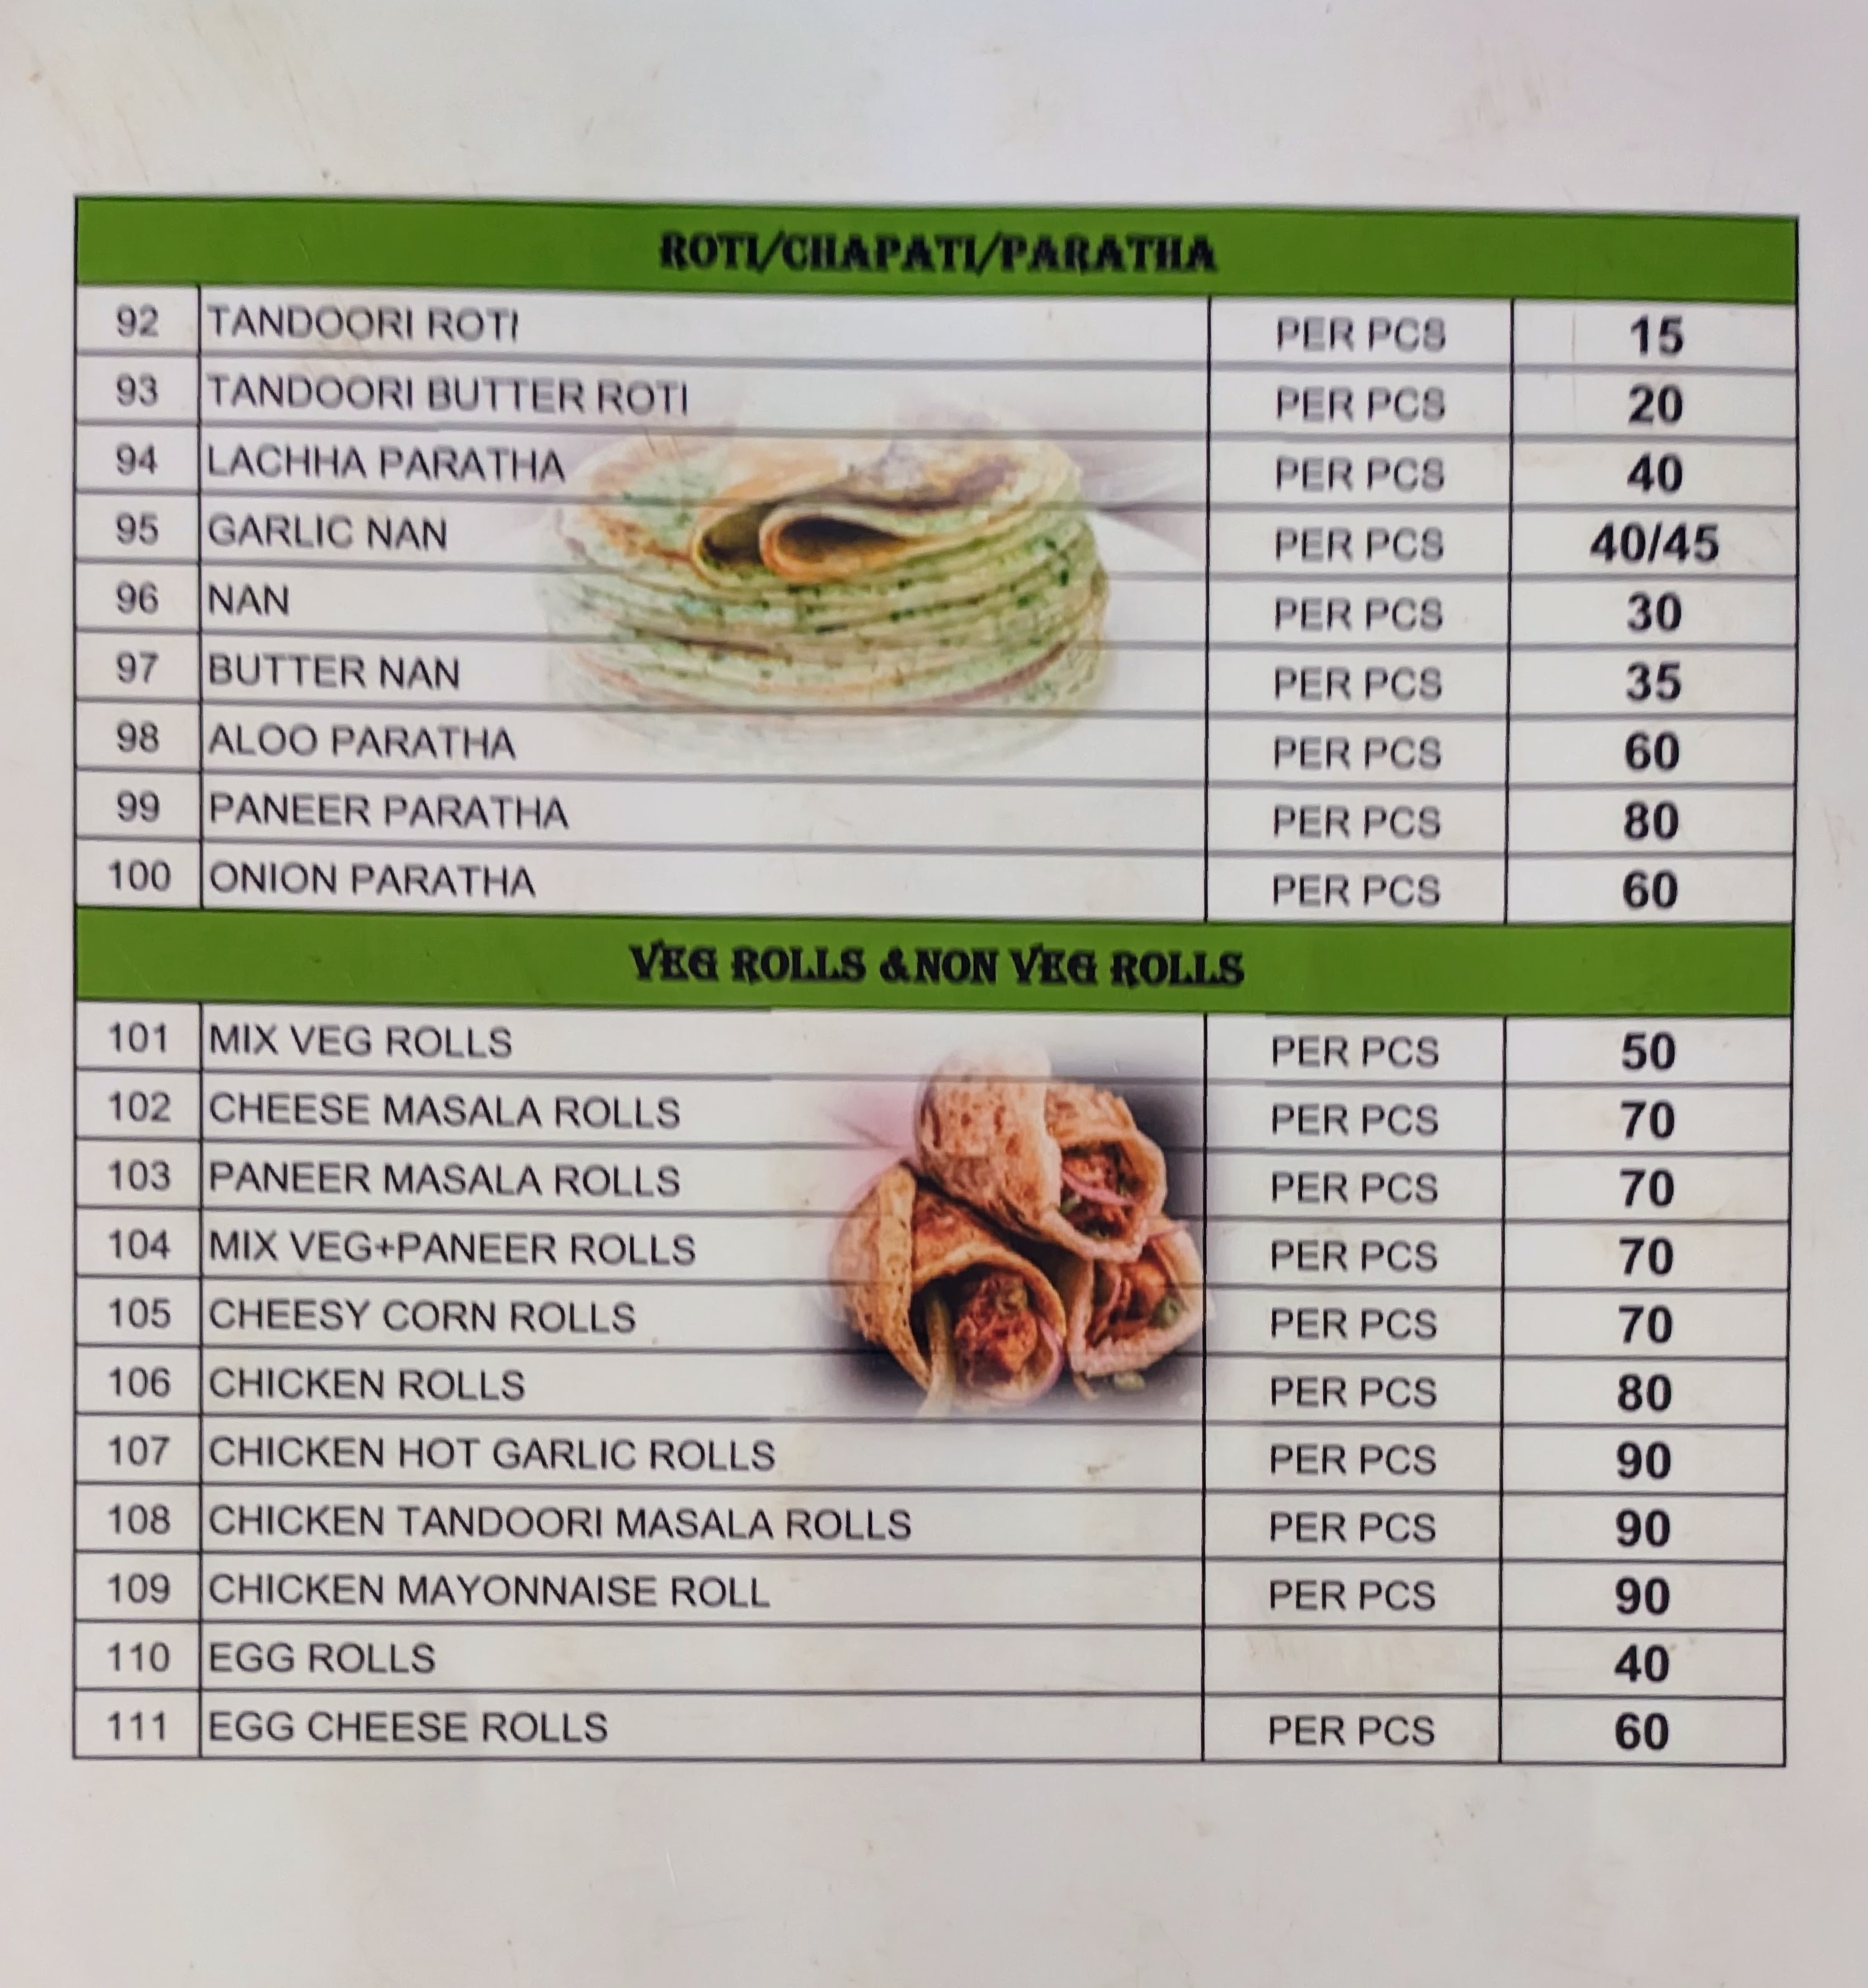 ROTI/CHAPATI/PARATHA
92 TANDOORI ROTI PER PCS 15
93 TANDOORI BUTTER ROTI PER PCS 20
94 LACHHA PARATHA PER PCS 40
95 GARLIC NAN PER PCS 40/45
96 NAN PER PCS 30
97 BUTTER NAN PER PCS 35
98 ALOO PARATHA PER PCS 60
99 PANEER PARATHA PER PCS 80
100 ONION PARATHA PER PCS 60
VEG ROLLS &NON VEG ROLLS
101 MIX VEG ROLLS PER PCS 50
102 CHEESE MASALA ROLLS PER PCS 70
103 PANEER MASALA ROLLS PER PCS 70
104 MIX VEG+PANEER ROLLS PER PCS 70
105 CHEESY CORN ROLLS PER PCS 70
106 CHICKEN ROLLS PER PCS 80
107 CHICKEN HOT GARLIC ROLLS PER PCS 90
108 CHICKEN TANDOORI MASALA ROLLS PER PCS 90
109 CHICKEN MAYONNAISE ROLL PER PCS 90
110 EGG ROLLS 40
111 EGG CHEESE ROLLS PER PCS 60